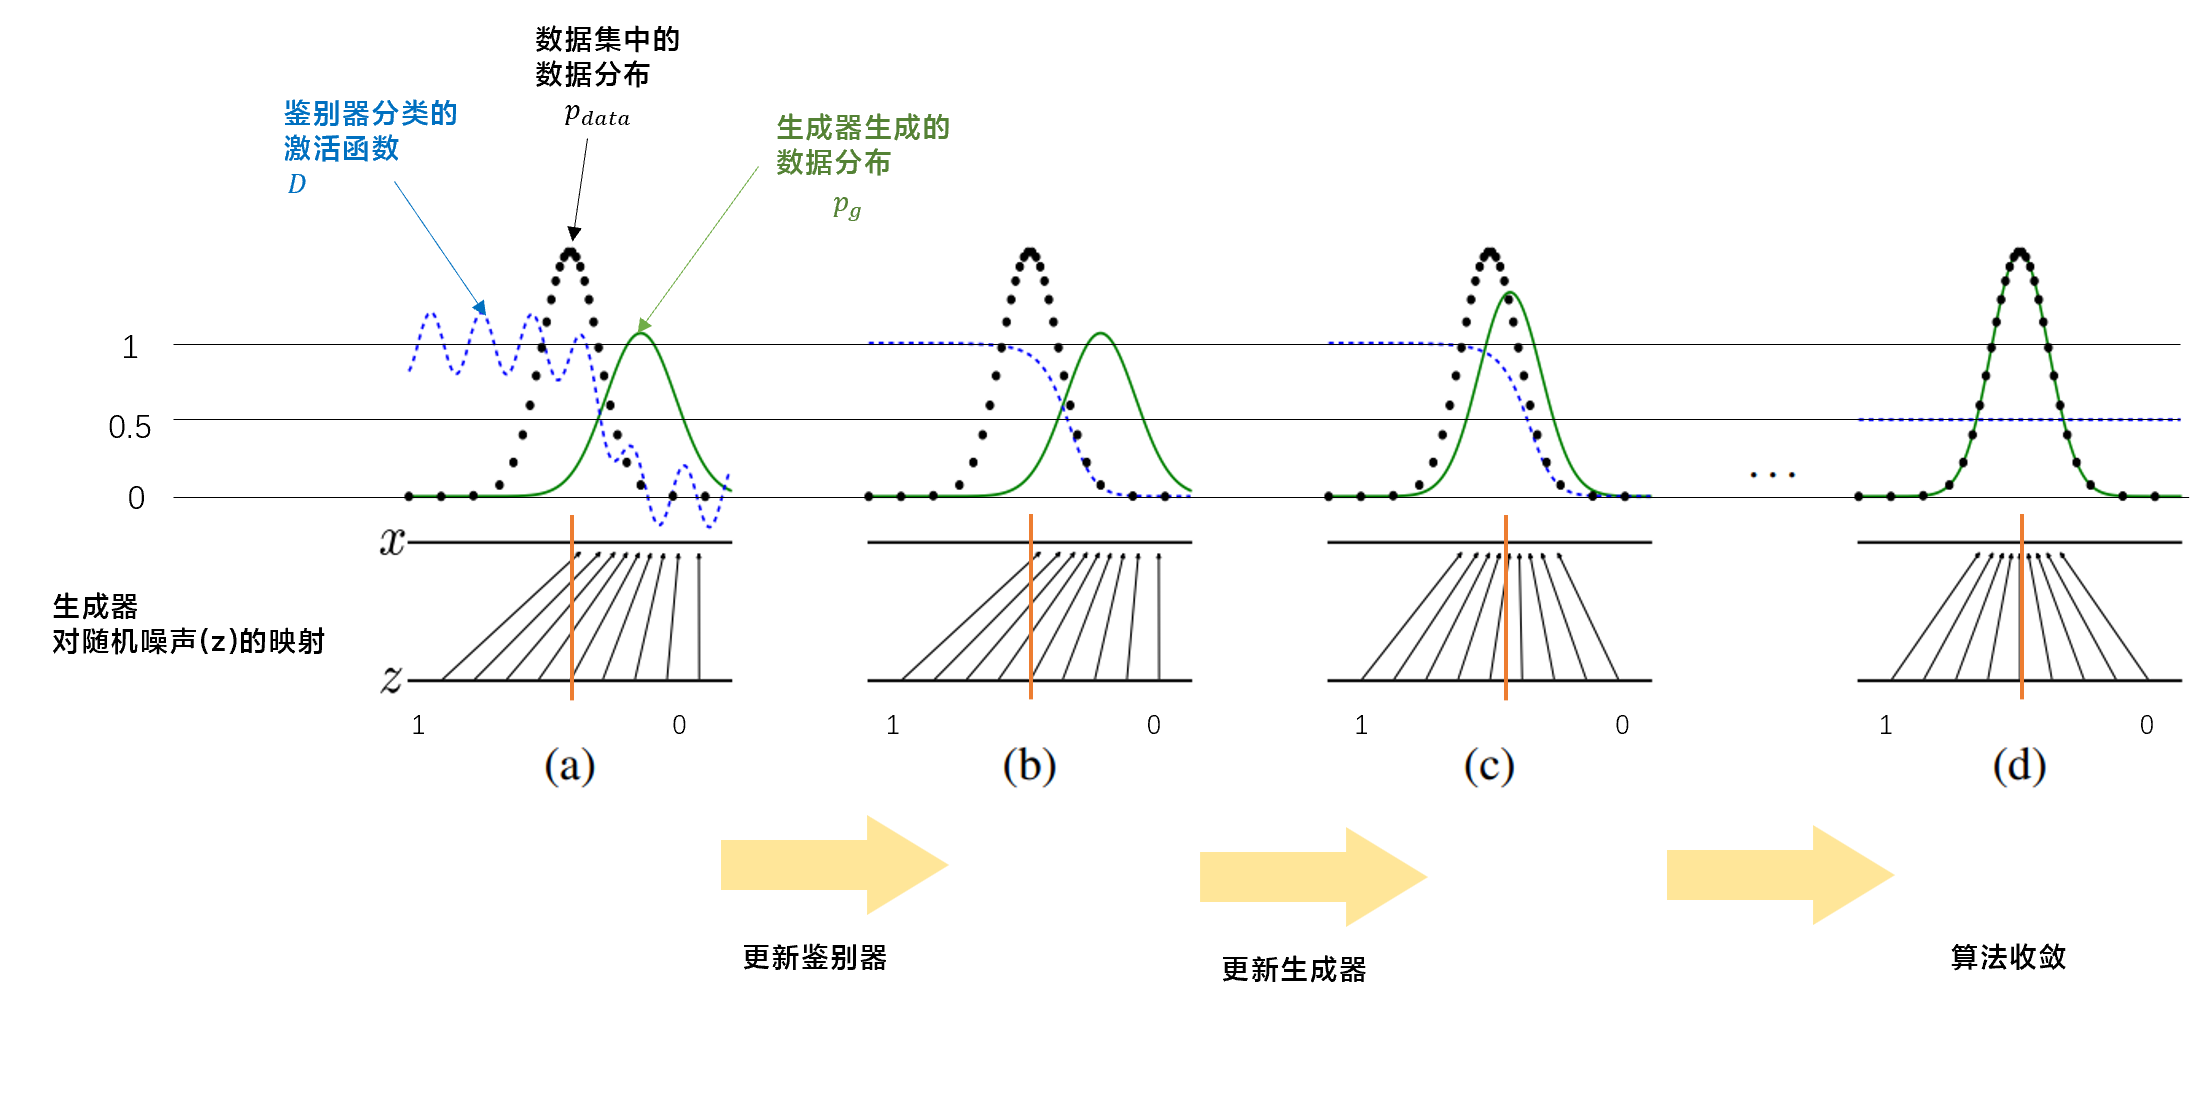 数据集中的
数据分布
p_data
鉴别器分类的
激活函数
D
生成器生成的
数据分布
p_g
1
0.5
0
...
x
生成器
对随机噪声(z)的映射
z
1 0 1 0 1 0 1 0
(a) (b) (c) (d)
更新鉴别器
更新生成器
算法收敛